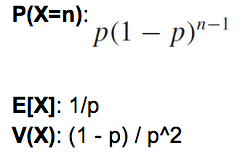 P(X=n):
p(1 − p)^{n−1}
E[X]: 1/p
V(X): (1 - p) / p^2